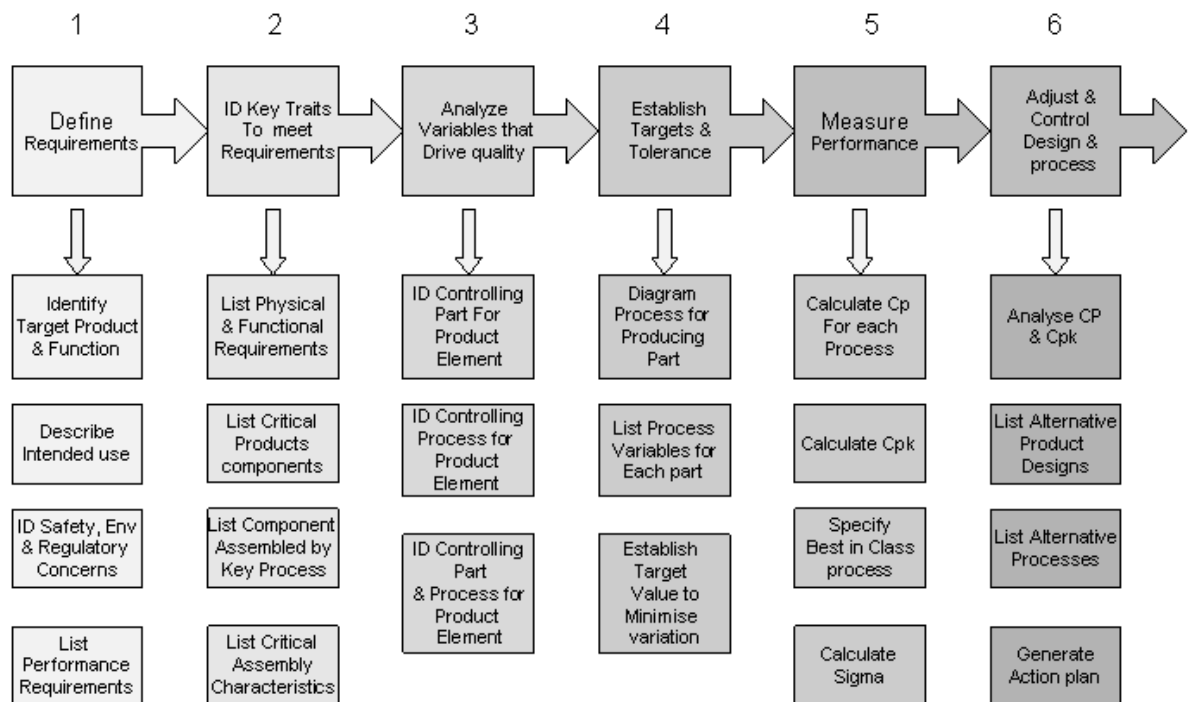 1
2
3
4
5
6
Define
Requirements
ID Key Traits
To meet
Requirements
Analyze
Variables that
Drive quality
Establish
Targets &
Tolerance
Measure
Performance
Adjust &
Control
Design &
process
Identify
Target Product
& Function
List Physical
& Functional
Requirements
ID Controlling
Part For
Product
Element
Diagram
Process for
Producing
Part
Calculate Cp
For each
Process
Analyse CP
& Cpk
Describe
Intended use
List Critical
Products
components
ID Controlling
Process for
Product
Element
List Process
Variables for
Each part
Calculate Cpk
List Alternative
Product
Designs
ID Safety, Env
& Regulatory
Concerns
List Component
Assembled by
Key Process
ID Controlling
Part
& Process for
Product
Element
Establish
Target
Value to
Minimise
variation
Specify
Best in Class
process
List Alternative
Processes
List
Performance
Requirements
List Critical
Assembly
Characteristics
Calculate
Sigma
Generate
Action plan